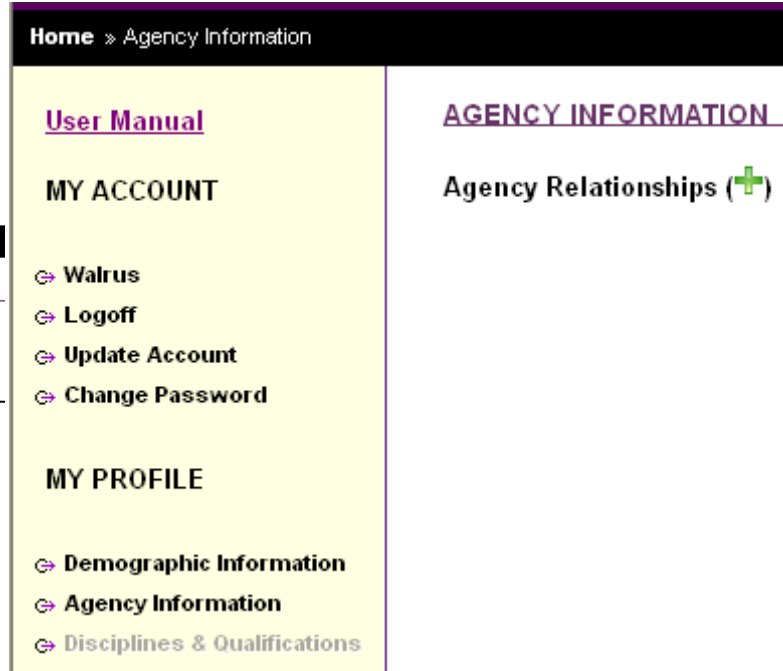 Home » Agency Information
User Manual
MY ACCOUNT
Walrus
Logoff
Update Account
Change Password
MY PROFILE
Demographic Information
Agency Information
Disciplines & Qualifications
AGENCY INFORMATION
Agency Relationships (+)